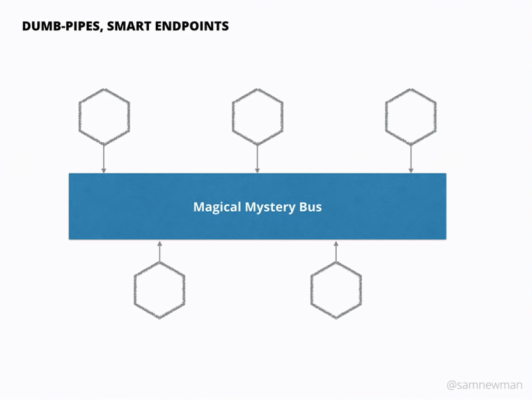 DUMB-PIPES, SMART ENDPOINTS
Magical Mystery Bus
@samnewman